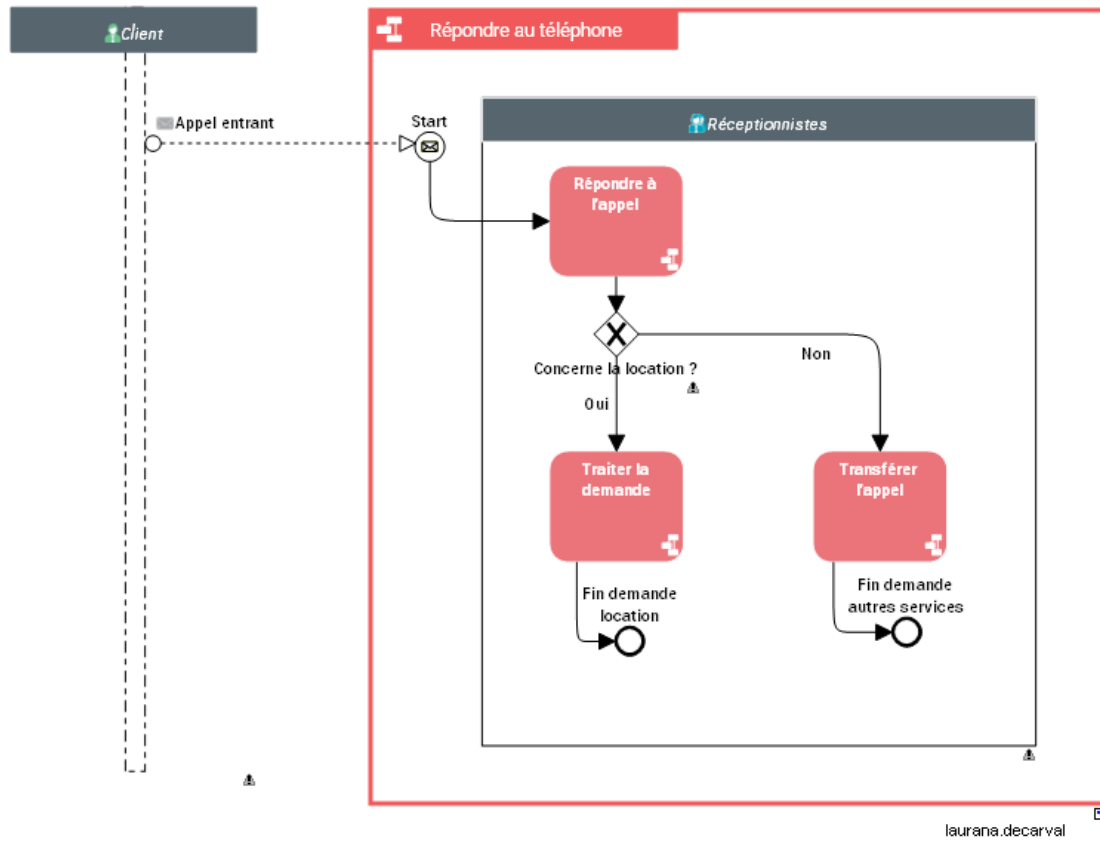 Client
Répondre au téléphone
Appel entrant
Start
Réceptionnistes
Répondre à
l'appel
Concerne la location ?
Non
Oui
Traiter la
demande
Transférer
l'appel
Fin demande
location
Fin demande
autres services
laurana.decarval